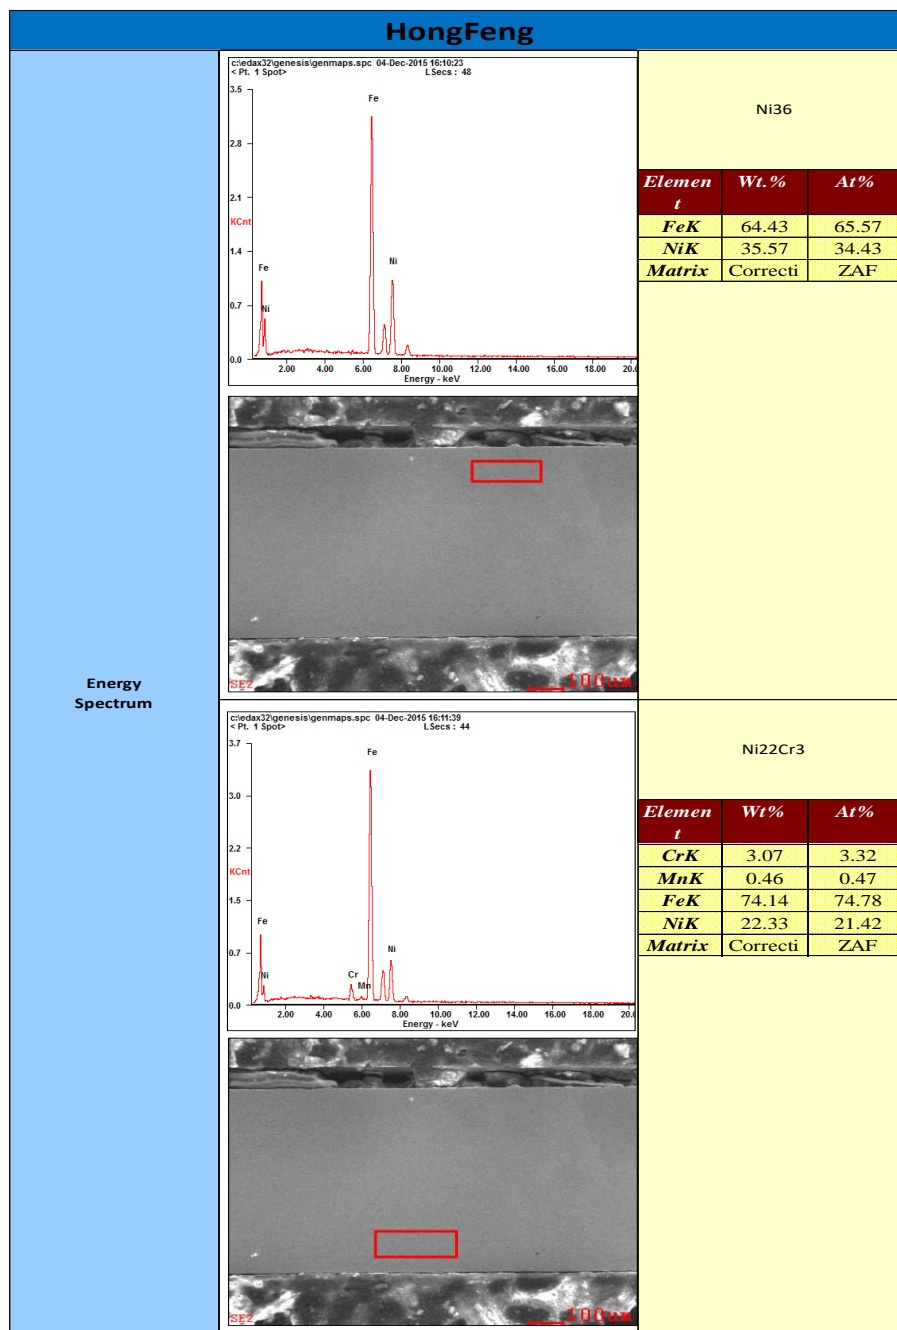 HongFeng
Energy
Spectrum
c:\edax32\genesis\genmaps.spc 04-Dec-2015 16:10:23
< Pt. 1 Spot> LSecs : 48
3.5
2.8
2.1
KCnt
1.4
0.7
0.0
Fe
Fe
Ni
Ni
2.00 4.00 6.00 8.00 10.00 12.00 14.00 16.00 18.00 20.0
Energy - keV
SE2 100um
Ni36
Elemen
t Wt.% At%
FeK 64.43 65.57
NiK 35.57 34.43
Matrix Correcti ZAF
c:\edax32\genesis\genmaps.spc 04-Dec-2015 16:11:39
< Pt. 1 Spot> LSecs : 44
3.7
3.0
2.2
KCnt
1.5
0.7
0.0
Fe
Fe
Ni
Ni
Cr
Mn
2.00 4.00 6.00 8.00 10.00 12.00 14.00 16.00 18.00 20.0
Energy - keV
SE2 100um
Ni22Cr3
Elemen
t Wt% At%
CrK 3.07 3.32
MnK 0.46 0.47
FeK 74.14 74.78
NiK 22.33 21.42
Matrix Correcti ZAF